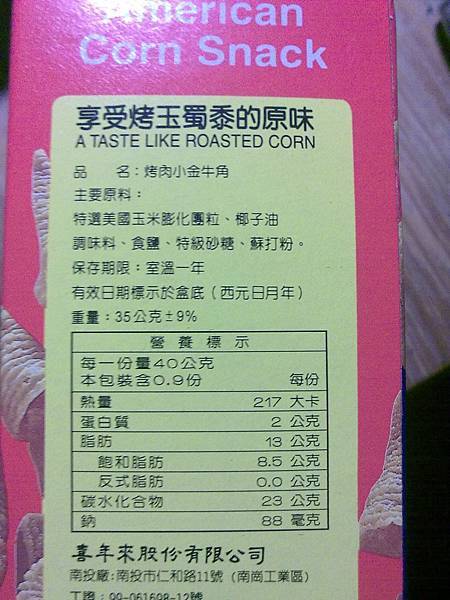 American
Corn Snack
享受烤玉蜀黍的原味
A TASTE LIKE ROASTED CORN
品　　名：烤肉小金牛角
主要原料：
特選美國玉米膨化團粒、椰子油
調味料、食鹽、特級砂糖、蘇打粉。
保存期限：室溫一年
有效日期標示於盒底（西元日月年）
重量：35公克±9%
營養標示
每一份量40公克
本包裝含0.9份 每份
熱量 217 大卡
蛋白質 2 公克
脂肪 13 公克
飽和脂肪 8.5 公克
反式脂肪 0.0 公克
碳水化合物 23 公克
鈉 88 毫克
喜年來股份有限公司
南投廠:南投市仁和路11號 (南崗工業區)
工證：99-061698-12號